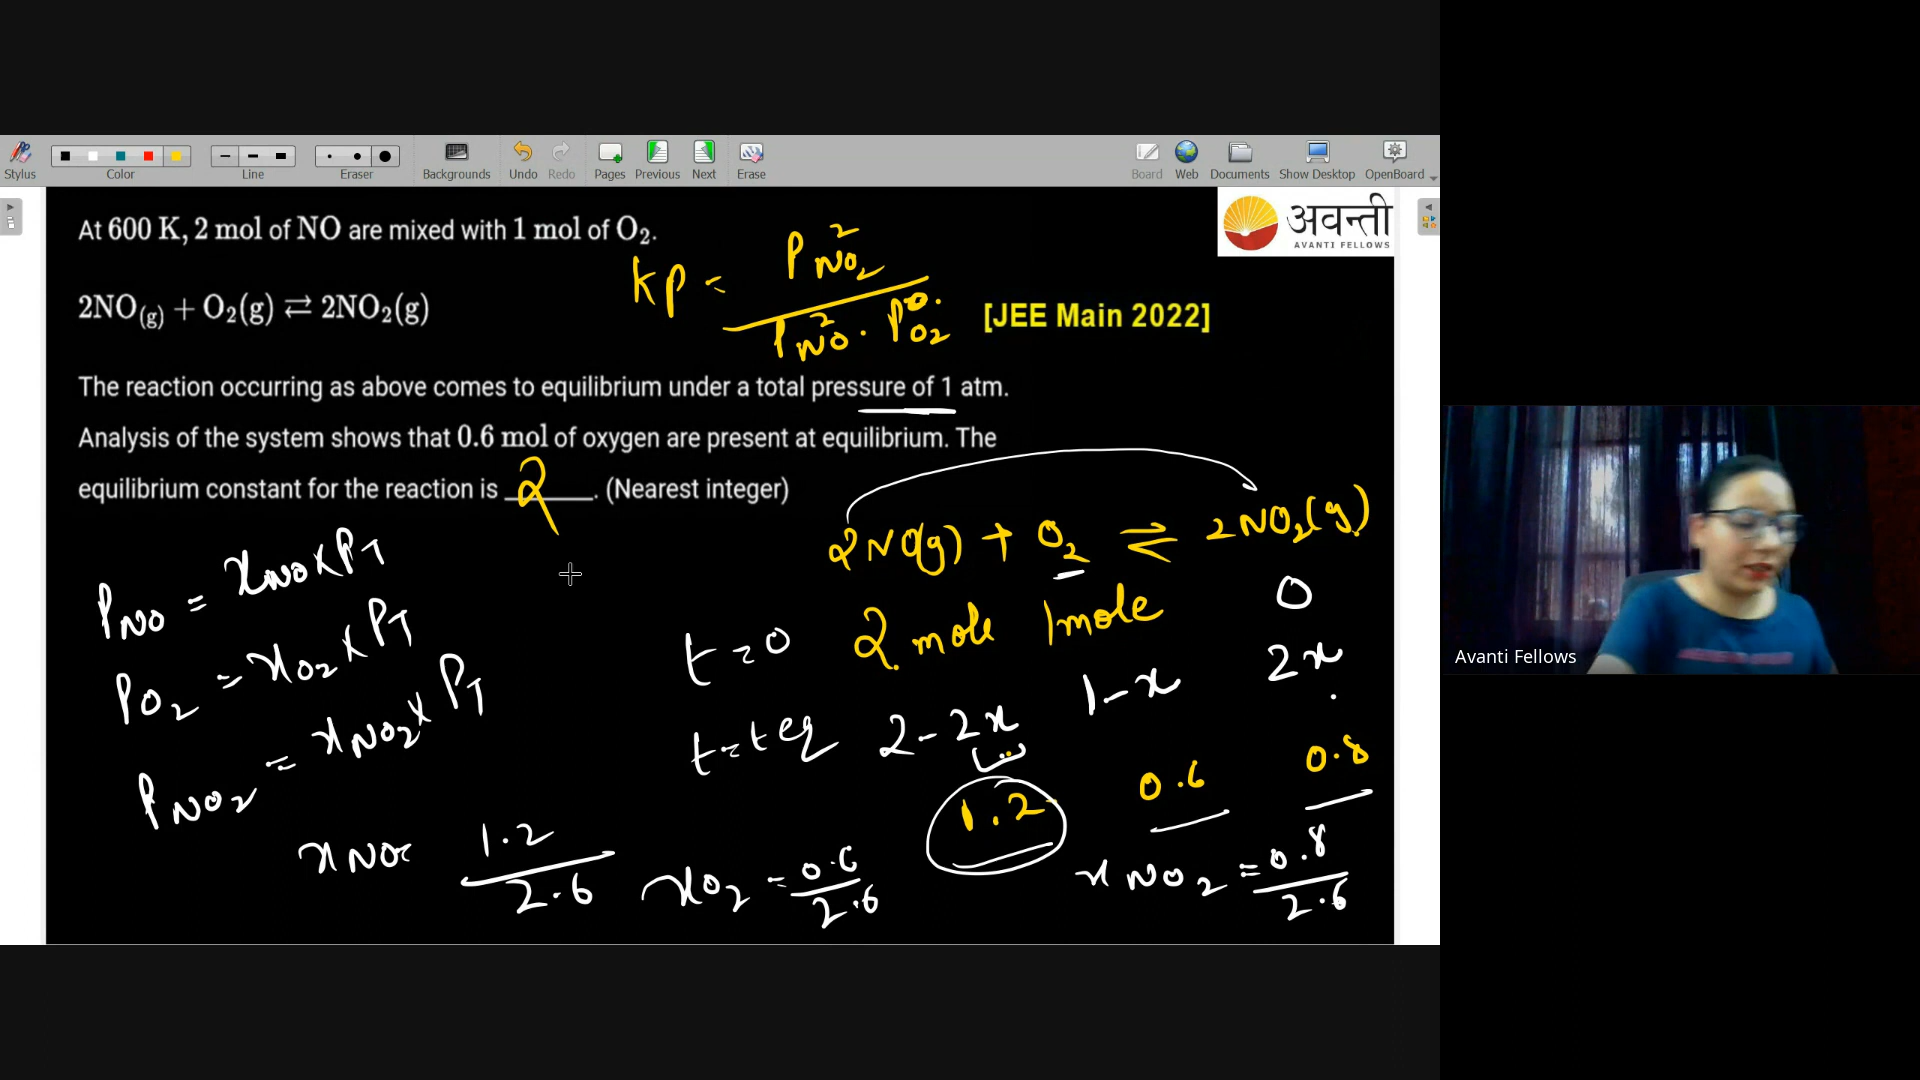 Stylus Color Line Eraser Backgrounds Undo Redo Pages Previous Next Erase Board Web Documents Show Desktop OpenBoard
अवन्ती
AVANTI FELLOWS
At 600 K, 2 mol of NO are mixed with 1 mol of O₂.
Kp = P²NO₂ / P²NO . PO₂
2NO(g) + O₂(g) ⇌ 2NO₂(g)
[JEE Main 2022]
The reaction occurring as above comes to equilibrium under a total pressure of 1 atm.
Analysis of the system shows that 0.6 mol of oxygen are present at equilibrium. The
equilibrium constant for the reaction is 2. (Nearest integer)
2NO(g) + O₂ ⇌ 2NO₂(g)
t=0 2 mole 1mole 0
t=teq 2-2x 1-x 2x
1.2 0.6 0.8
PNO = xNO × PT
PO₂ = xO₂ × PT
PNO₂ = xNO₂ × PT
xNO= 1.2/2.6 xO₂ = 0.6/2.6 xNO₂ = 0.8/2.6
Avanti Fellows